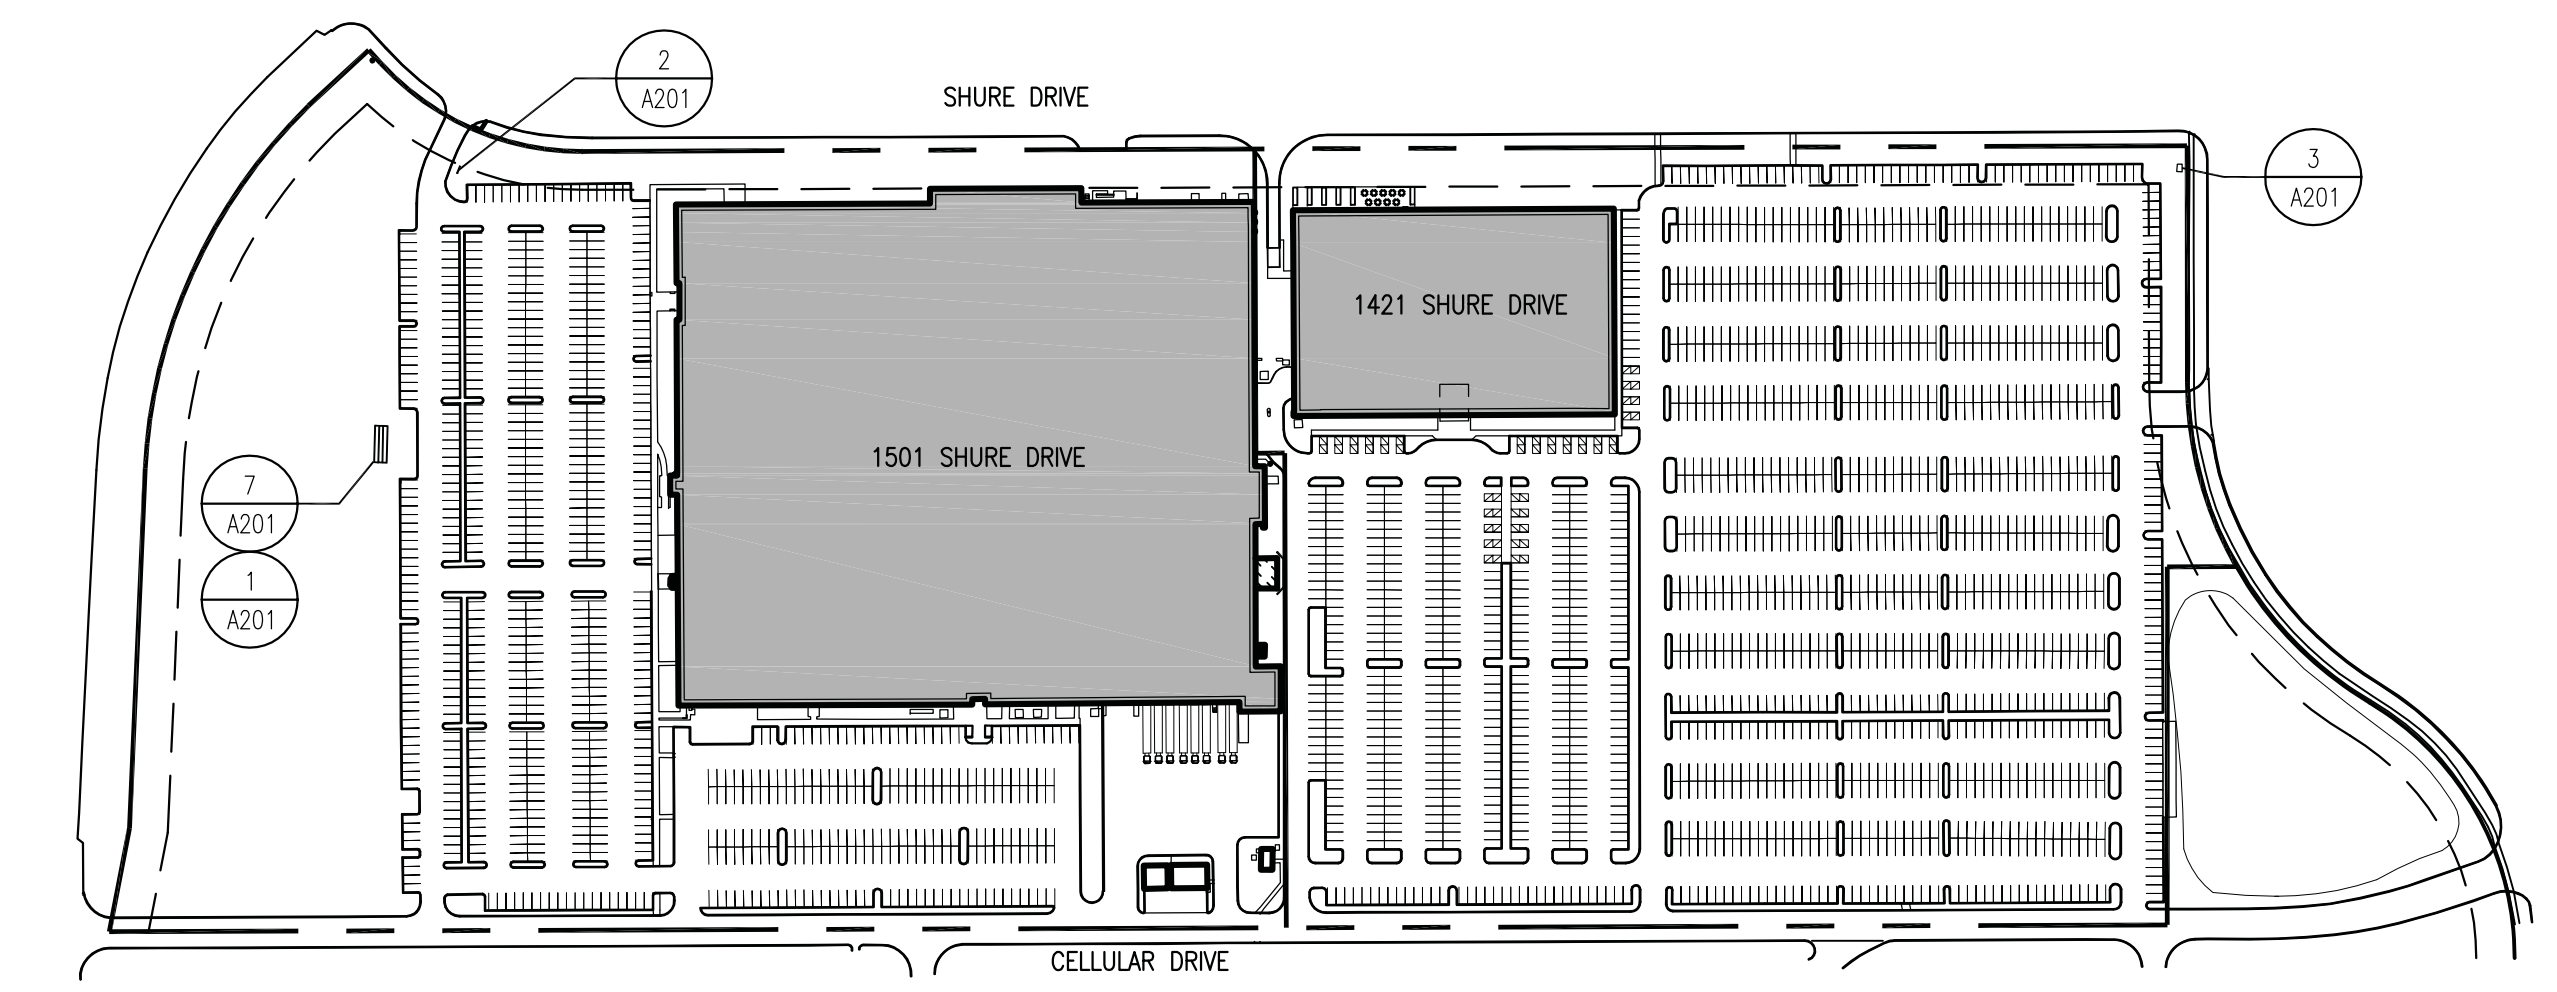 2
A201
SHURE DRIVE
3
A201
1421 SHURE DRIVE
1501 SHURE DRIVE
7
A201
1
A201
CELLULAR DRIVE